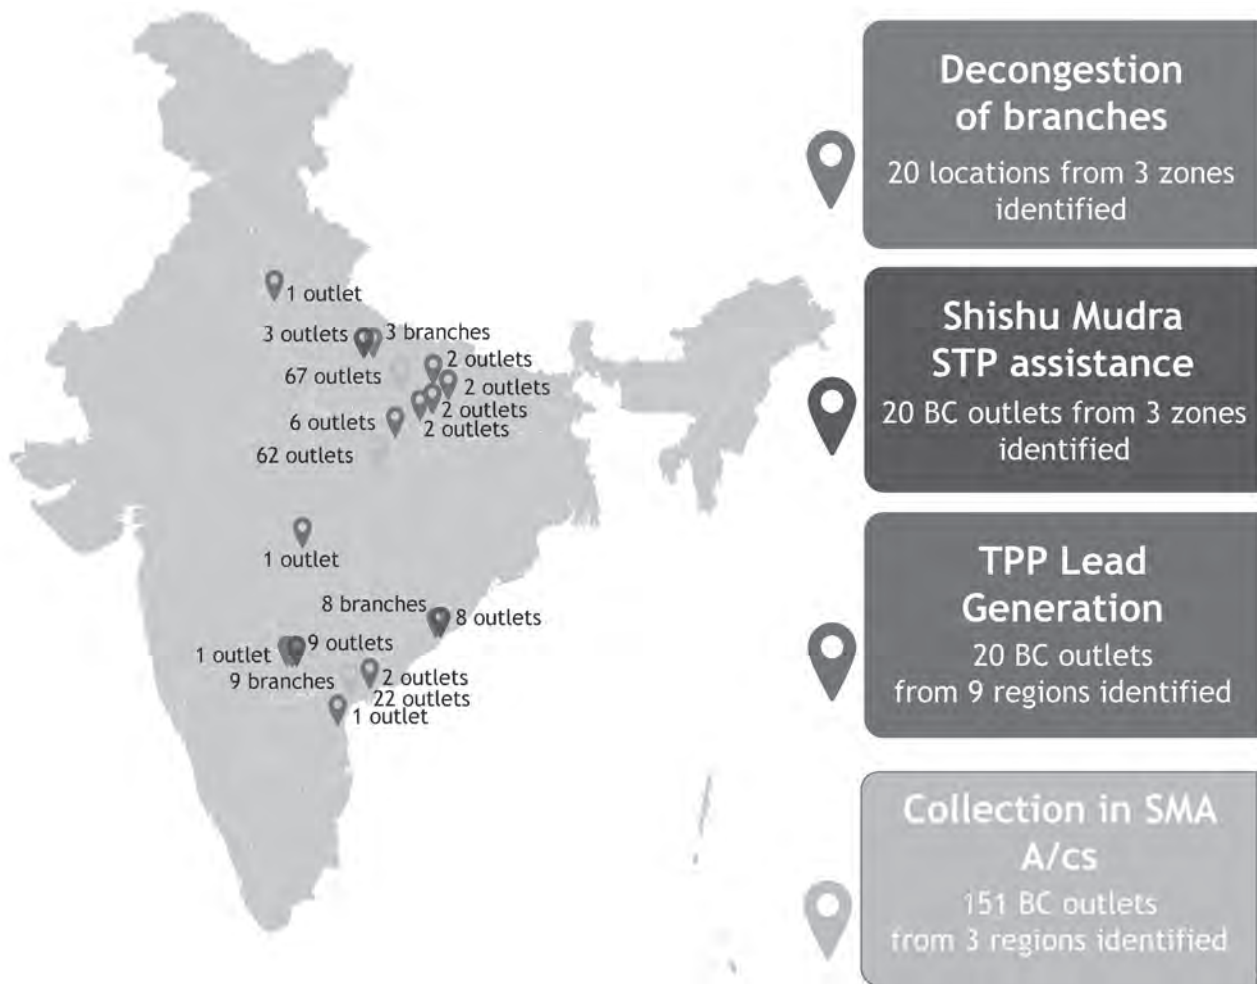 1 outlet
3 outlets
3 branches
67 outlets
2 outlets
2 outlets
2 outlets
2 outlets
6 outlets
62 outlets
1 outlet
8 branches
8 outlets
9 outlets
1 outlet
9 branches
2 outlets
22 outlets
1 outlet
Decongestion
of branches
20 locations from 3 zones
identified
Shishu Mudra
STP assistance
20 BC outlets from 3 zones
identified
TPP Lead
Generation
20 BC outlets
from 9 regions identified
Collection in SMA
A/cs
151 BC outlets
from 3 regions identified